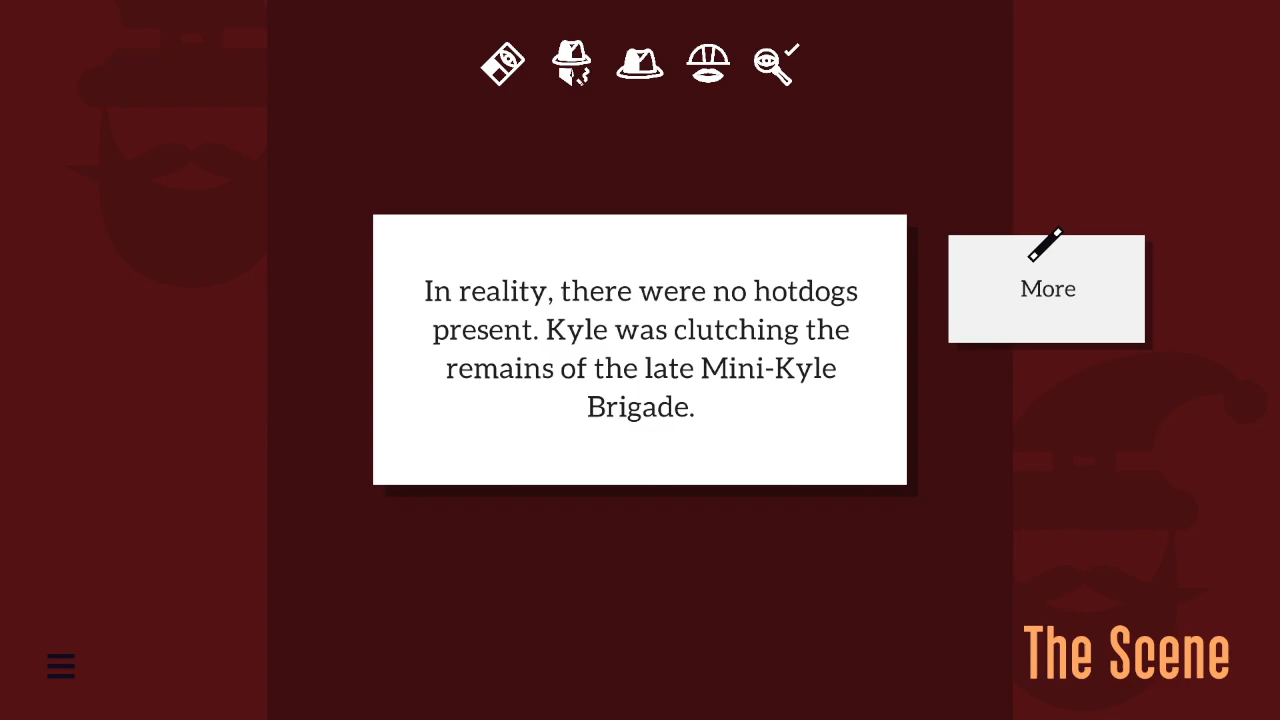 In reality, there were no hotdogs
present. Kyle was clutching the
remains of the late Mini-Kyle
Brigade.
More
The Scene